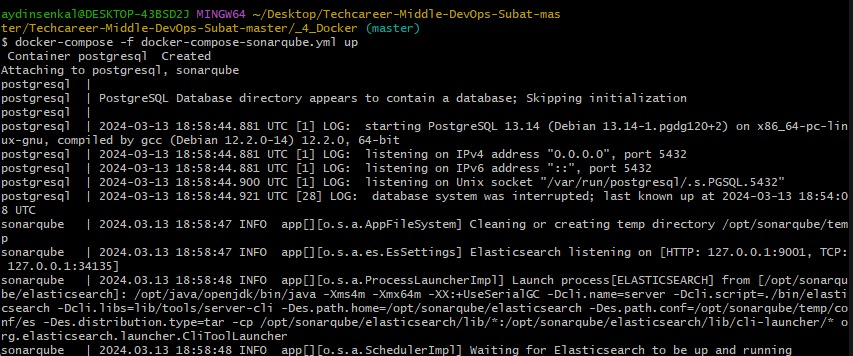 aydinsenkal@DESKTOP-43BSD2J MINGW64 ~/Desktop/Techcareer-Middle-DevOps-Subat-mas
ter/Techcareer-Middle-DevOps-Subat-master/_4_Docker (master)
$ docker-compose -f docker-compose-sonarqube.yml up
 Container postgresql  Created
Attaching to postgresql, sonarqube
postgresql  |
postgresql  | PostgreSQL Database directory appears to contain a database; Skipping initialization
postgresql  |
postgresql  | 2024-03-13 18:58:44.881 UTC [1] LOG:  starting PostgreSQL 13.14 (Debian 13.14-1.pgdg120+2) on x86_64-pc-lin
ux-gnu, compiled by gcc (Debian 12.2.0-14) 12.2.0, 64-bit
postgresql  | 2024-03-13 18:58:44.881 UTC [1] LOG:  listening on IPv4 address "0.0.0.0", port 5432
postgresql  | 2024-03-13 18:58:44.881 UTC [1] LOG:  listening on IPv6 address "::", port 5432
postgresql  | 2024-03-13 18:58:44.900 UTC [1] LOG:  listening on Unix socket "/var/run/postgresql/.s.PGSQL.5432"
postgresql  | 2024-03-13 18:58:44.921 UTC [28] LOG:  database system was interrupted; last known up at 2024-03-13 18:54:0
8 UTC
sonarqube   | 2024.03.13 18:58:47 INFO  app[][o.s.a.AppFileSystem] Cleaning or creating temp directory /opt/sonarqube/tem
p
sonarqube   | 2024.03.13 18:58:47 INFO  app[][o.s.a.es.EsSettings] Elasticsearch listening on [HTTP: 127.0.0.1:9001, TCP:
 127.0.0.1:34135]
sonarqube   | 2024.03.13 18:58:48 INFO  app[][o.s.a.ProcessLauncherImpl] Launch process[ELASTICSEARCH] from [/opt/sonarqu
be/elasticsearch]: /opt/java/openjdk/bin/java -Xms4m -Xmx64m -XX:+UseSerialGC -Dcli.name=server -Dcli.script=./bin/elasti
csearch -Dcli.libs=lib/tools/server-cli -Des.path.home=/opt/sonarqube/elasticsearch -Des.path.conf=/opt/sonarqube/temp/co
nf/es -Des.distribution.type=tar -cp /opt/sonarqube/elasticsearch/lib/*:/opt/sonarqube/elasticsearch/lib/cli-launcher/* o
rg.elasticsearch.launcher.CliToolLauncher
sonarqube   | 2024.03.13 18:58:48 INFO  app[][o.s.a.SchedulerImpl] Waiting for Elasticsearch to be up and running